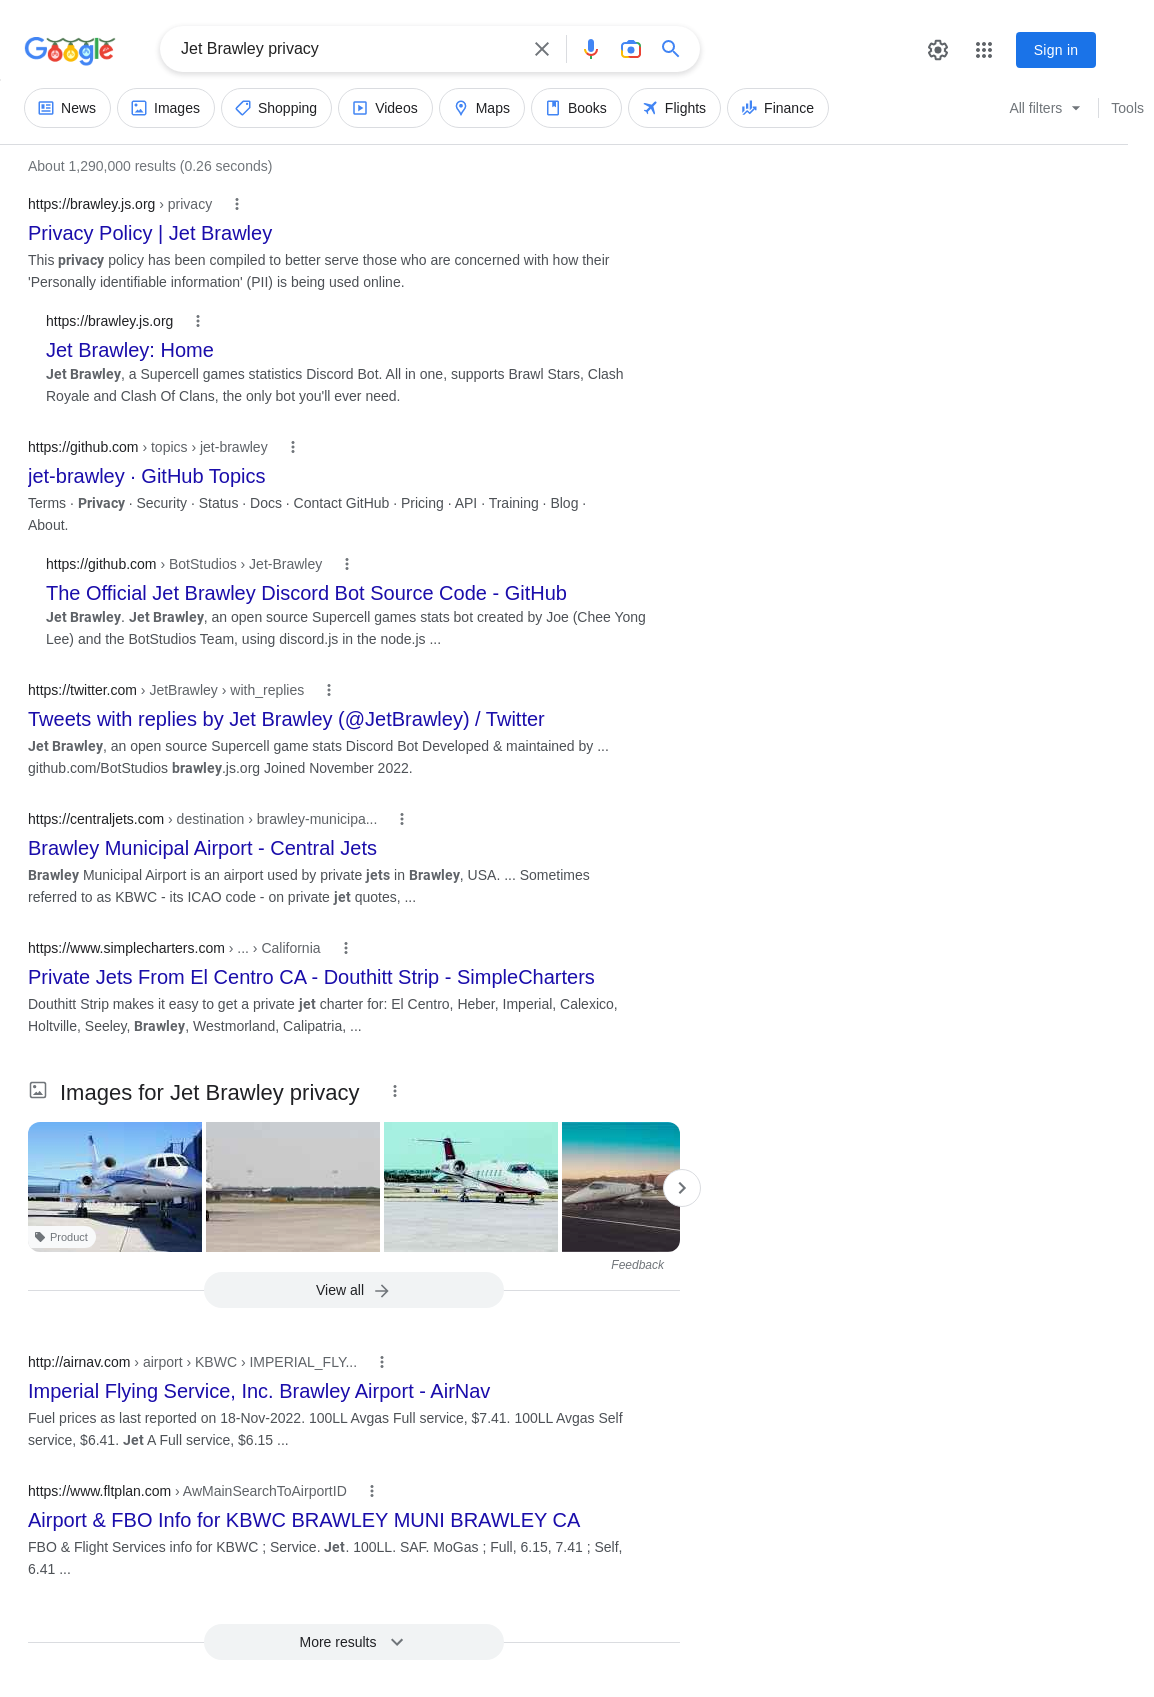 Google
Jet Brawley privacy
Sign in
News
Images
Shopping
Videos
Maps
Books
Flights
Finance
All filters
Tools
About 1,290,000 results (0.26 seconds)
https://brawley.js.org › privacy
Privacy Policy | Jet Brawley
This privacy policy has been compiled to better serve those who are concerned with how their
'Personally identifiable information' (PII) is being used online.
https://brawley.js.org
Jet Brawley: Home
Jet Brawley, a Supercell games statistics Discord Bot. All in one, supports Brawl Stars, Clash
Royale and Clash Of Clans, the only bot you'll ever need.
https://github.com › topics › jet-brawley
jet-brawley · GitHub Topics
Terms · Privacy · Security · Status · Docs · Contact GitHub · Pricing · API · Training · Blog ·
About.
https://github.com › BotStudios › Jet-Brawley
The Official Jet Brawley Discord Bot Source Code - GitHub
Jet Brawley. Jet Brawley, an open source Supercell games stats bot created by Joe (Chee Yong
Lee) and the BotStudios Team, using discord.js in the node.js ...
https://twitter.com › JetBrawley › with_replies
Tweets with replies by Jet Brawley (@JetBrawley) / Twitter
Jet Brawley, an open source Supercell game stats Discord Bot Developed & maintained by ...
github.com/BotStudios brawley.js.org Joined November 2022.
https://centraljets.com › destination › brawley-municipa...
Brawley Municipal Airport - Central Jets
Brawley Municipal Airport is an airport used by private jets in Brawley, USA. ... Sometimes
referred to as KBWC - its ICAO code - on private jet quotes, ...
https://www.simplecharters.com › ... › California
Private Jets From El Centro CA - Douthitt Strip - SimpleCharters
Douthitt Strip makes it easy to get a private jet charter for: El Centro, Heber, Imperial, Calexico,
Holtville, Seeley, Brawley, Westmorland, Calipatria, ...
Images for Jet Brawley privacy
Product
Feedback
View all
http://airnav.com › airport › KBWC › IMPERIAL_FLY...
Imperial Flying Service, Inc. Brawley Airport - AirNav
Fuel prices as last reported on 18-Nov-2022. 100LL Avgas Full service, $7.41. 100LL Avgas Self
service, $6.41. Jet A Full service, $6.15 ...
https://www.fltplan.com › AwMainSearchToAirportID
Airport & FBO Info for KBWC BRAWLEY MUNI BRAWLEY CA
FBO & Flight Services info for KBWC ; Service. Jet. 100LL. SAF. MoGas ; Full, 6.15, 7.41 ; Self,
6.41 ...
More results